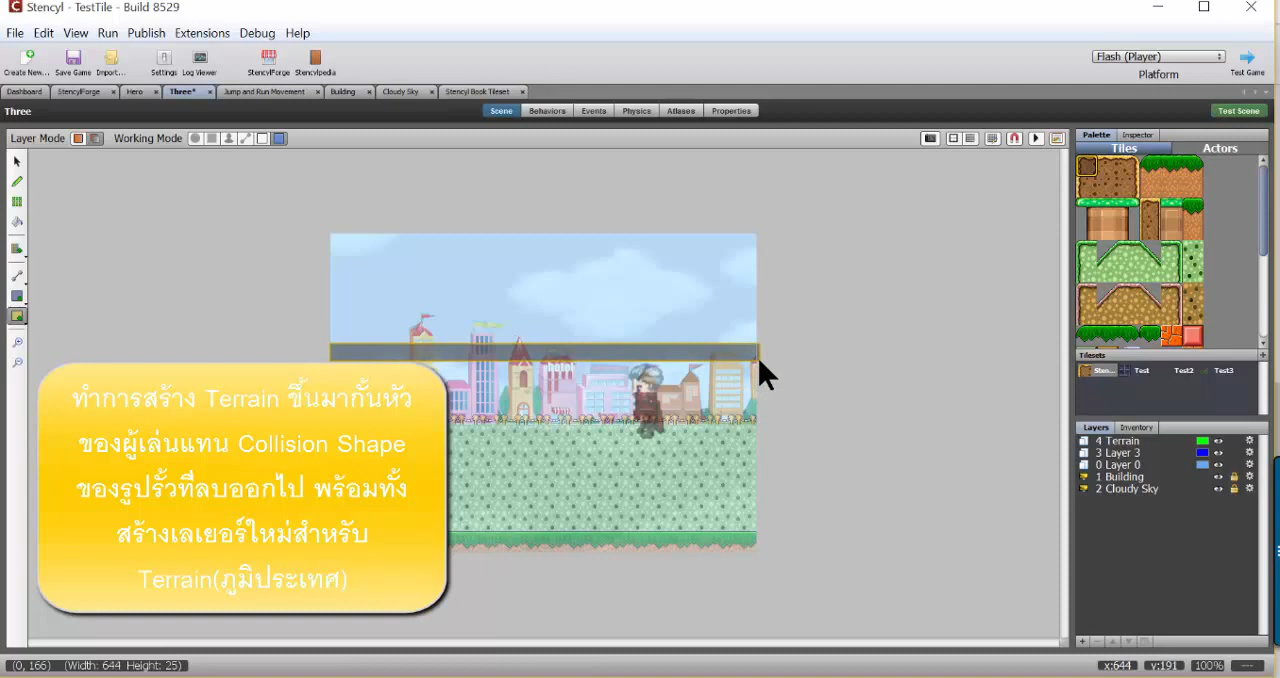 Stencyl - TestTile - Build 8529
File Edit View Run Publish Extensions Debug Help
Create New... Save Game Import... Settings Log Viewer StencylForge Stencylpedia
Flash (Player)
Platform
Test Game
Dashboard StencylForge Hero Three* Jump and Run Movement Building Cloudy Sky Stencyl Book Tileset
Three
Scene Behaviors Events Physics Atlases Properties
Test Scene
Layer Mode Working Mode
Palette Inspector
Tiles Actors
hotel
ทำการสร้าง Terrain ขึ้นมากั้นหัว
ของผู้เล่นแทน Collision Shape
ของรูปรั้วที่ลบออกไป พร้อมทั้ง
สร้างเลเยอร์ใหม่สำหรับ
Terrain(ภูมิประเทศ)
Tilesets
Sten... Test Test2 Test3
Layers Inventory
4 Terrain
3 Layer 3
0 Layer 0
1 Building
2 Cloudy Sky
(0, 166) (Width: 644 Height: 25)
x:644 y:191 100%